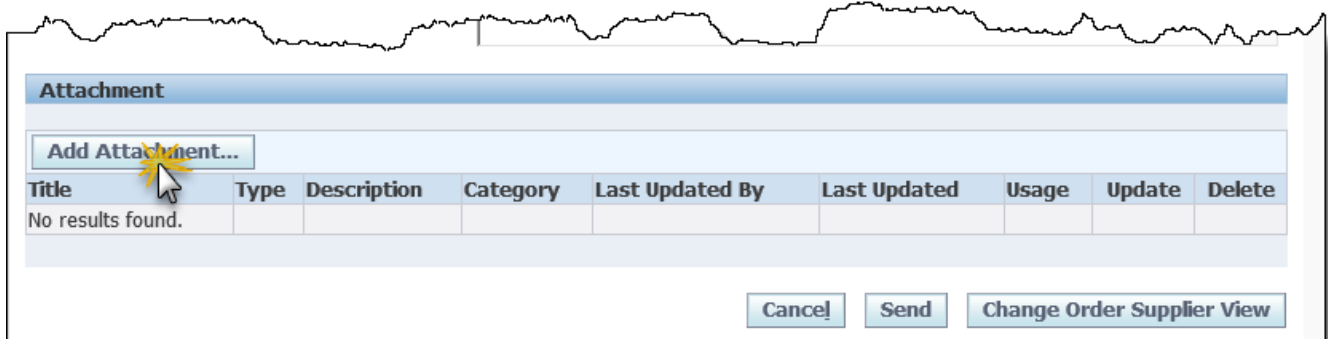 Attachment
Add Attachment...
Title Type Description Category Last Updated By Last Updated Usage Update Delete
No results found.
Cancel Send Change Order Supplier View